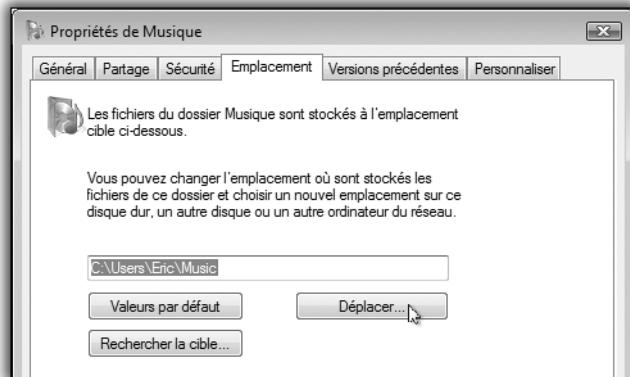 Propriétés de Musique
Général Partage Sécurité Emplacement Versions précédentes Personnaliser
Les fichiers du dossier Musique sont stockés à l'emplacement
cible ci-dessous.
Vous pouvez changer l'emplacement où sont stockés les
fichiers de ce dossier et choisir un nouvel emplacement sur ce
disque dur, un autre disque ou un autre ordinateur du réseau.
C:\Users\Eric\Music
Valeurs par défaut Déplacer...
Rechercher la cible...